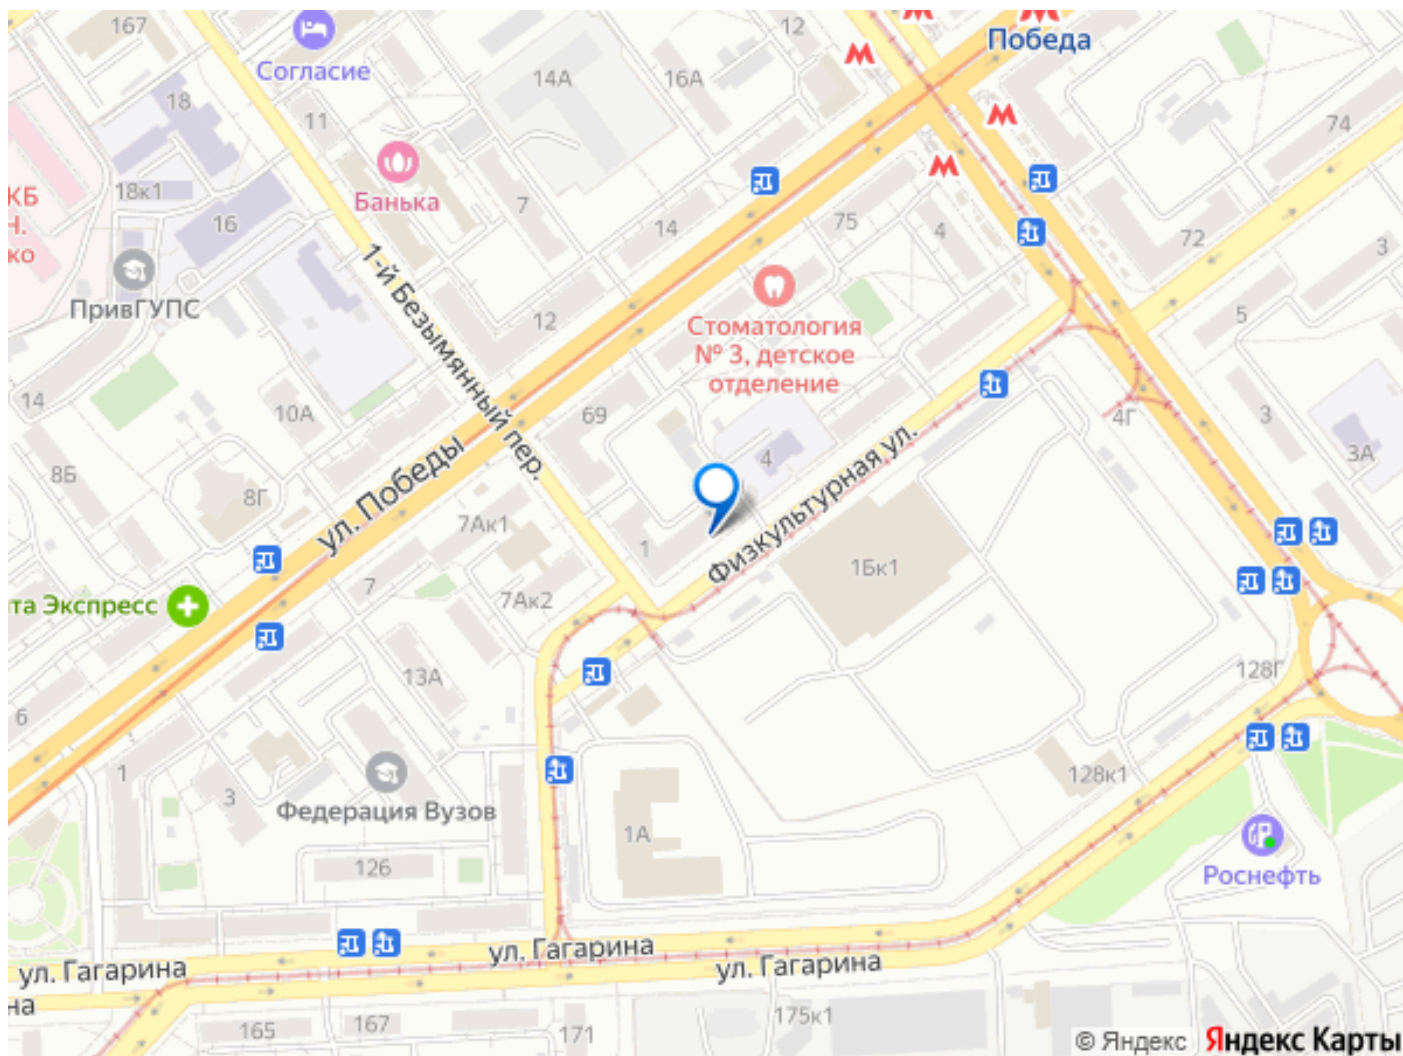 167
Согласие
12
Победа
14А
16А
18
11
74
КБ
Н.
ко
18к1
16
Банька
7
14
75
4
72
3
ПривГУПС
1-й Безымянный пер.
12
Стоматология
№ 3, детское
отделение
5
14
10А
69
4Г
3
3А
8Б
8Г
ул. Победы
4
7Ак1
Физкультурная ул.
1
1Бк1
та Экспресс
7
7Ак2
13А
128Г
6
1
3
Федерация Вузов
128к1
1А
126
Роснефть
ул. Гагарина
ул. Гагарина
ул. Гагарина
на
165
167
171
175к1
© Яндекс
Яндекс Карты